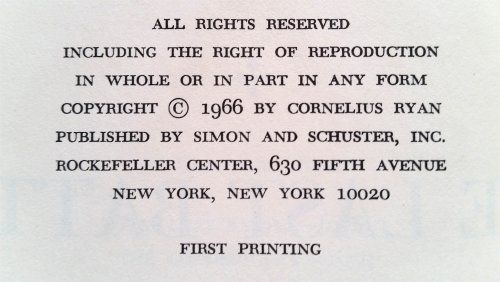 ALL RIGHTS RESERVED
INCLUDING THE RIGHT OF REPRODUCTION
IN WHOLE OR IN PART IN ANY FORM
COPYRIGHT © 1966 BY CORNELIUS RYAN
PUBLISHED BY SIMON AND SCHUSTER, INC.
ROCKEFELLER CENTER, 630 FIFTH AVENUE
NEW YORK, NEW YORK 10020
FIRST PRINTING